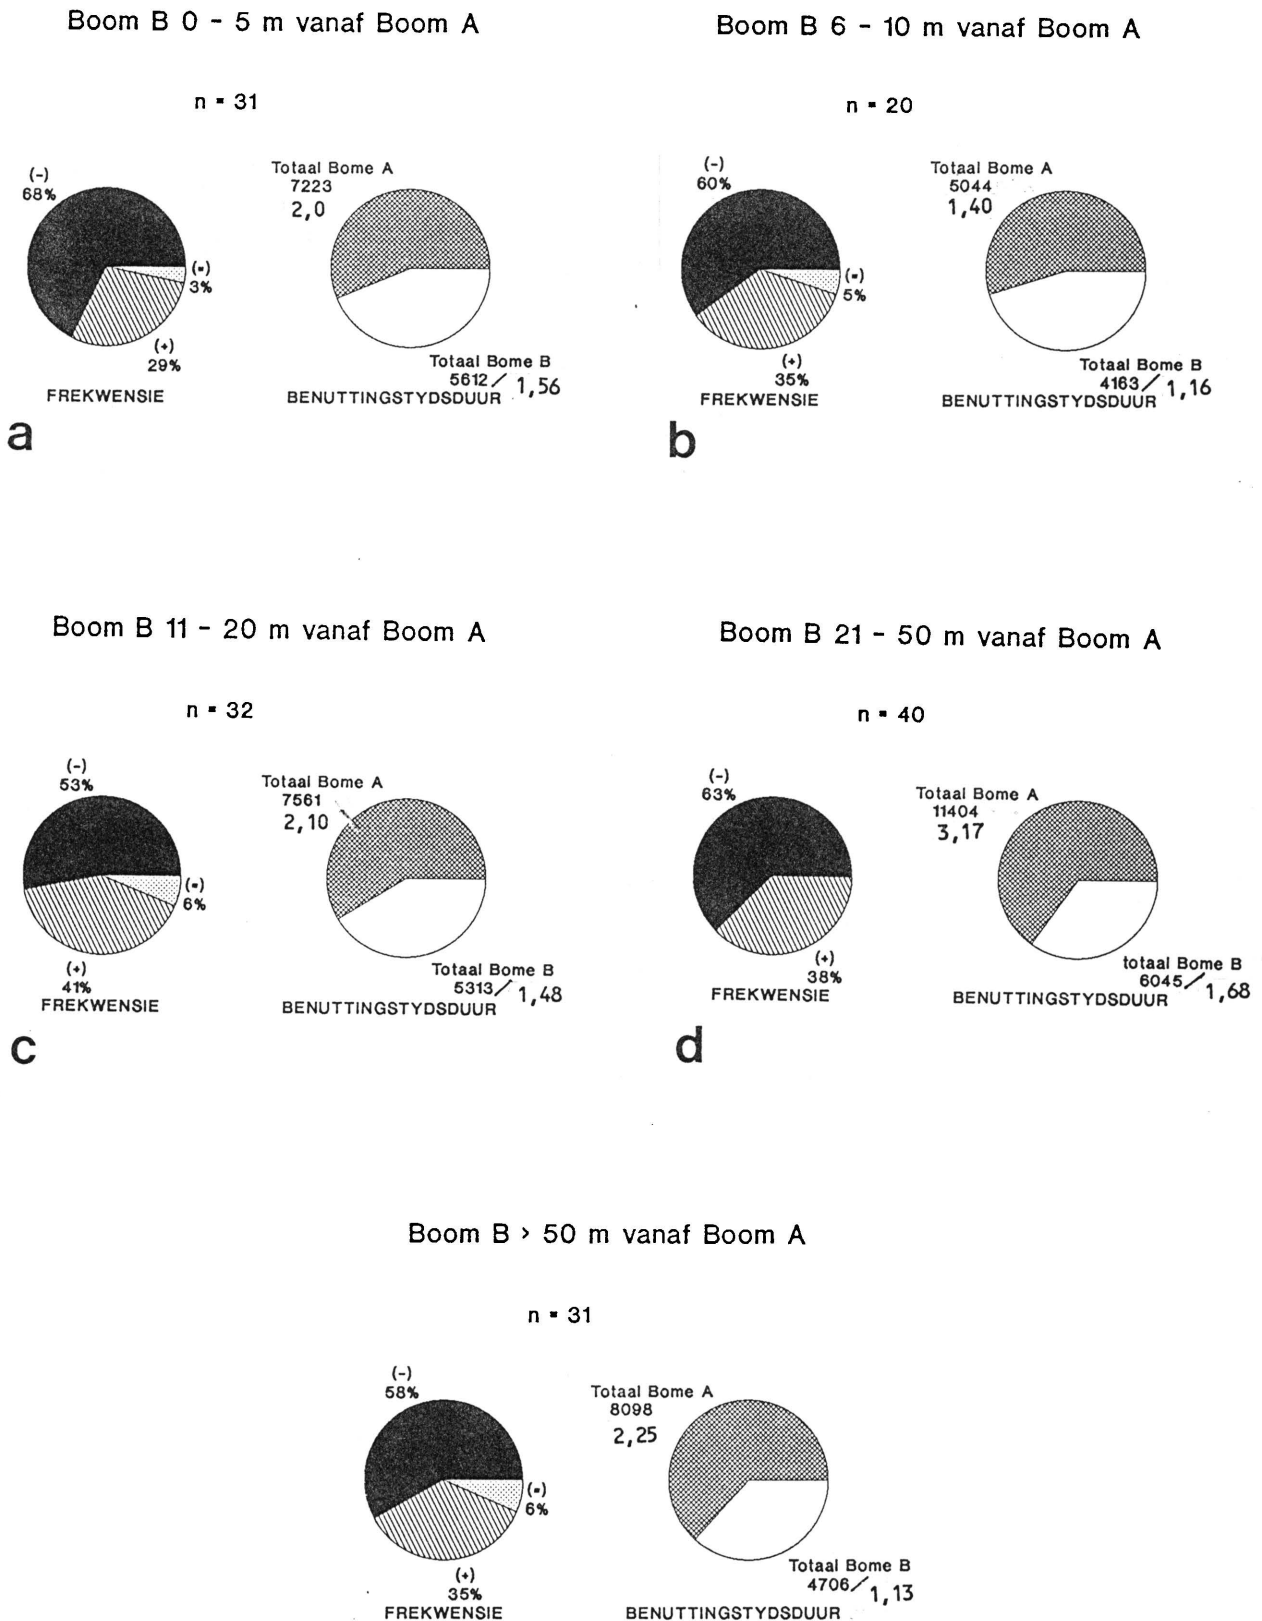 Boom B 0 - 5 m vanaf Boom A
n = 31
(-)
68%
(=)
3%
(+)
29%
FREKWENSIE
Totaal Bome A
7223
2,0
Totaal Bome B
5612/ 1,56
BENUTTINGSTYDSDUUR
a
Boom B 6 - 10 m vanaf Boom A
n = 20
(-)
60%
(=)
5%
(+)
35%
FREKWENSIE
Totaal Bome A
5044
1,40
Totaal Bome B
4163/ 1,16
BENUTTINGSTYDSDUUR
b
Boom B 11 - 20 m vanaf Boom A
n = 32
(-)
53%
(=)
6%
(+)
41%
FREKWENSIE
Totaal Bome A
7561
2,10
Totaal Bome B
5313/ 1,48
BENUTTINGSTYDSDUUR
c
Boom B 21 - 50 m vanaf Boom A
n = 40
(-)
63%
(+)
38%
FREKWENSIE
Totaal Bome A
11404
3,17
totaal Bome B
6045/ 1,68
BENUTTINGSTYDSDUUR
d
Boom B > 50 m vanaf Boom A
n = 31
(-)
58%
(=)
6%
(+)
35%
FREKWENSIE
Totaal Bome A
8098
2,25
Totaal Bome B
4706/ 1,13
BENUTTINGSTYDSDUUR